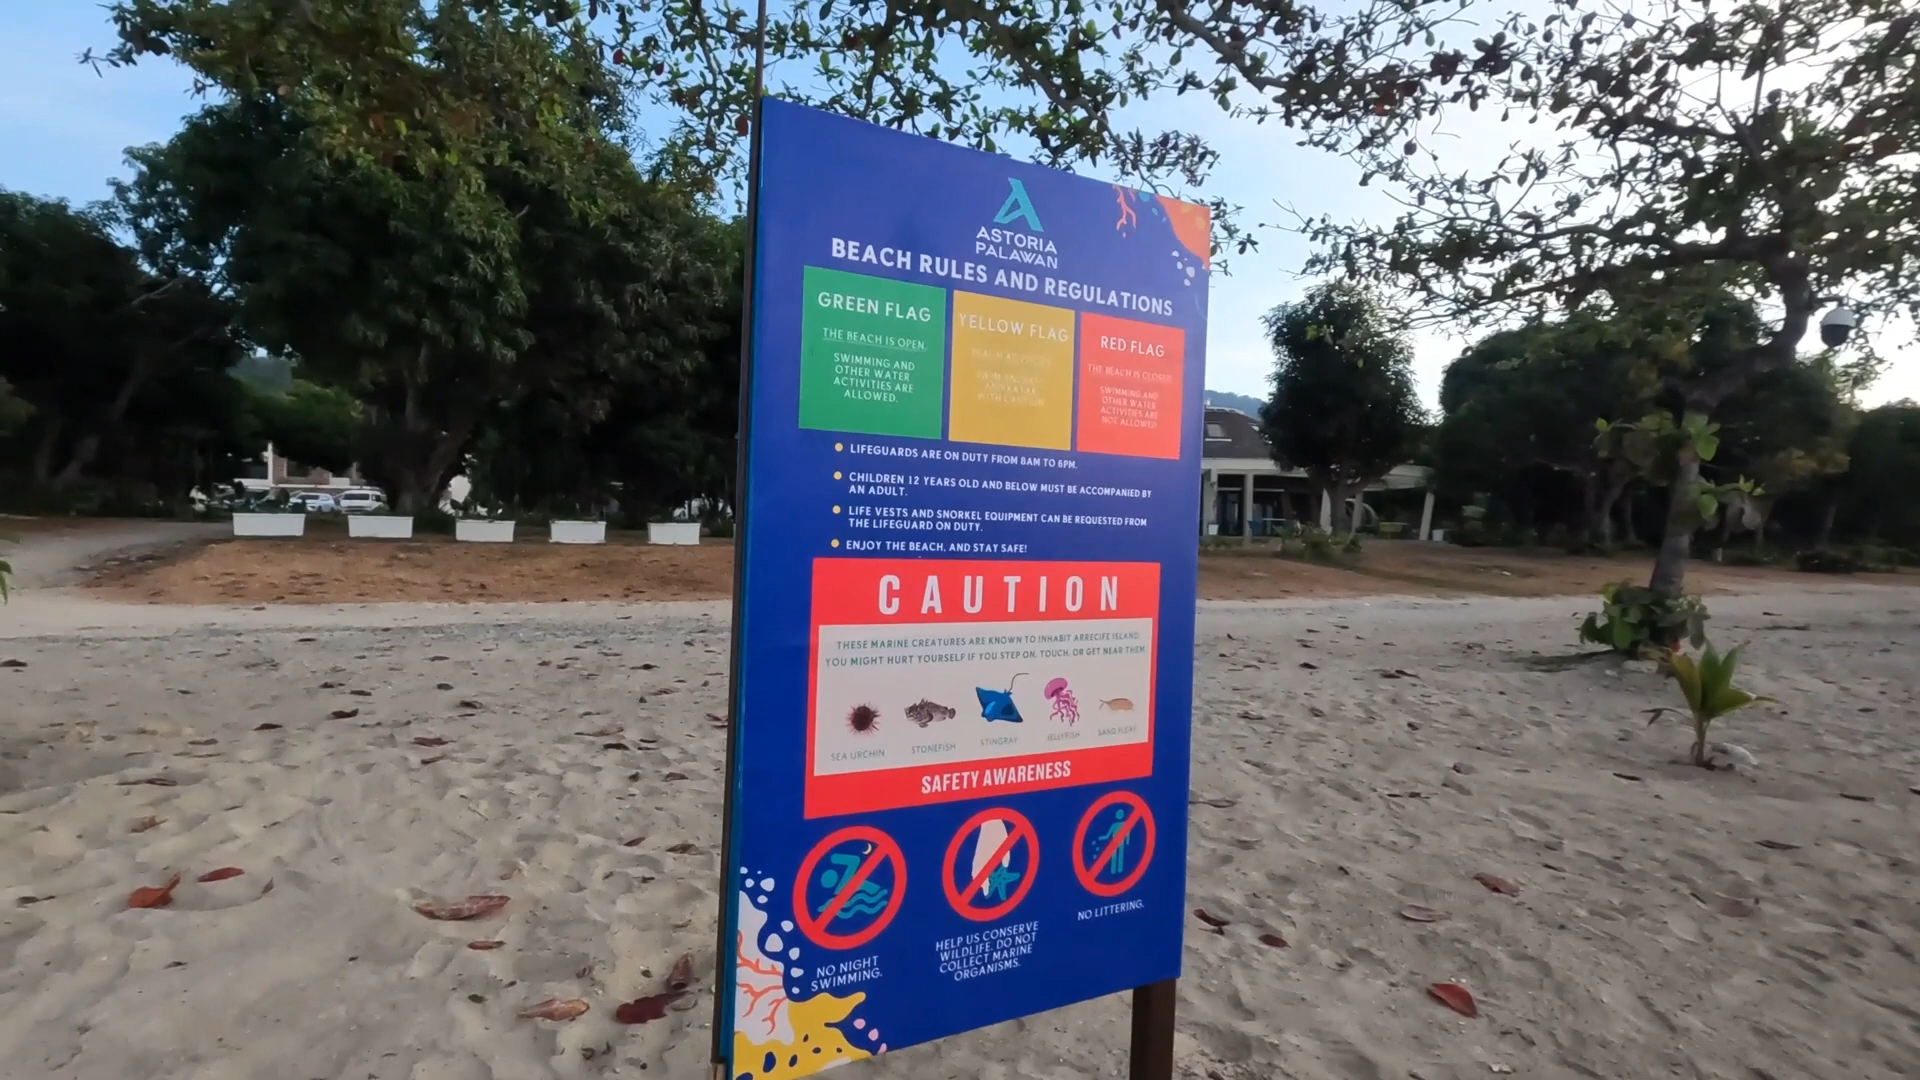 ASTORIA
PALAWAN
BEACH RULES AND REGULATIONS
GREEN FLAG
THE BEACH IS OPEN.
SWIMMING AND
OTHER WATER
ACTIVITIES ARE
ALLOWED.
YELLOW FLAG
WITH CAUTION
RED FLAG
THE BEACH IS CLOSED.
SWIMMING AND
OTHER WATER
ACTIVITIES ARE
NOT ALLOWED.
LIFEGUARDS ARE ON DUTY FROM 8AM TO 6PM.
CHILDREN 12 YEARS OLD AND BELOW MUST BE ACCOMPANIED BY
AN ADULT.
LIFE VESTS AND SNORKEL EQUIPMENT CAN BE REQUESTED FROM
THE LIFEGUARD ON DUTY.
ENJOY THE BEACH, AND STAY SAFE!
CAUTION
THESE MARINE CREATURES ARE KNOWN TO INHABIT ARRECIFE ISLAND.
YOU MIGHT HURT YOURSELF IF YOU STEP ON, TOUCH, OR GET NEAR THEM.
SEA URCHIN
STONEFISH
STINGRAY
JELLYFISH
SAND FLEAS
SAFETY AWARENESS
NO NIGHT
SWIMMING.
HELP US CONSERVE
WILDLIFE. DO NOT
COLLECT MARINE
ORGANISMS.
NO LITTERING.